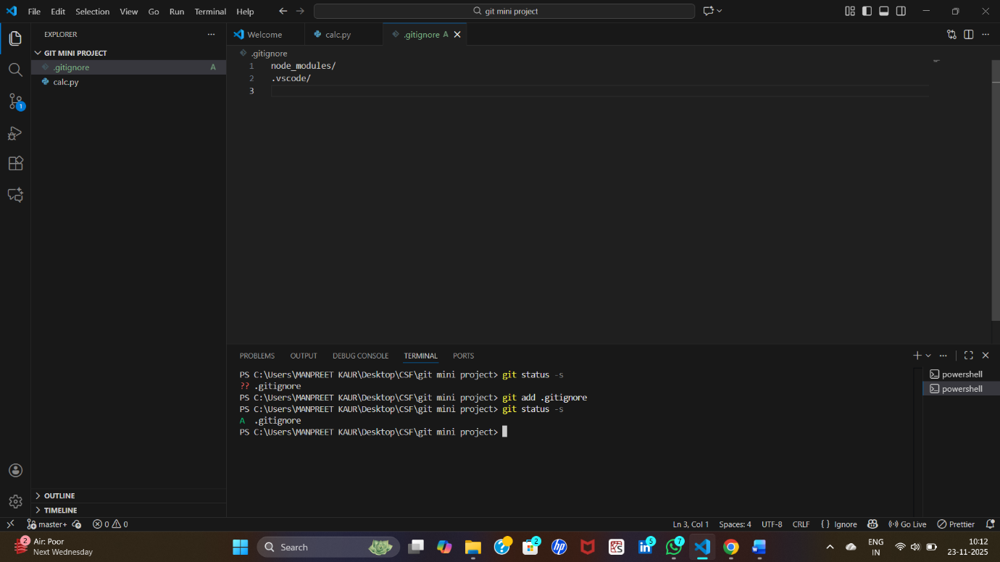 File Edit Selection View Go Run Terminal Help
git mini project
EXPLORER
Welcome
calc.py
.gitignore A
GIT MINI PROJECT
.gitignore A
calc.py
1
.gitignore
1 node_modules/
2 .vscode/
3
PROBLEMS OUTPUT DEBUG CONSOLE TERMINAL PORTS
PS C:\Users\MANPREET KAUR\Desktop\CSF\git mini project> git status -s
?? .gitignore
PS C:\Users\MANPREET KAUR\Desktop\CSF\git mini project> git add .gitignore
PS C:\Users\MANPREET KAUR\Desktop\CSF\git mini project> git status -s
A .gitignore
PS C:\Users\MANPREET KAUR\Desktop\CSF\git mini project>
powershell
powershell
OUTLINE
TIMELINE
master+ 0 0 Ln 3, Col 1 Spaces: 4 UTF-8 CRLF { } Ignore Go Live Prettier
2
Air: Poor
Next Wednesday
Search
2
hp
5
7
ENG
IN
10:12
23-11-2025